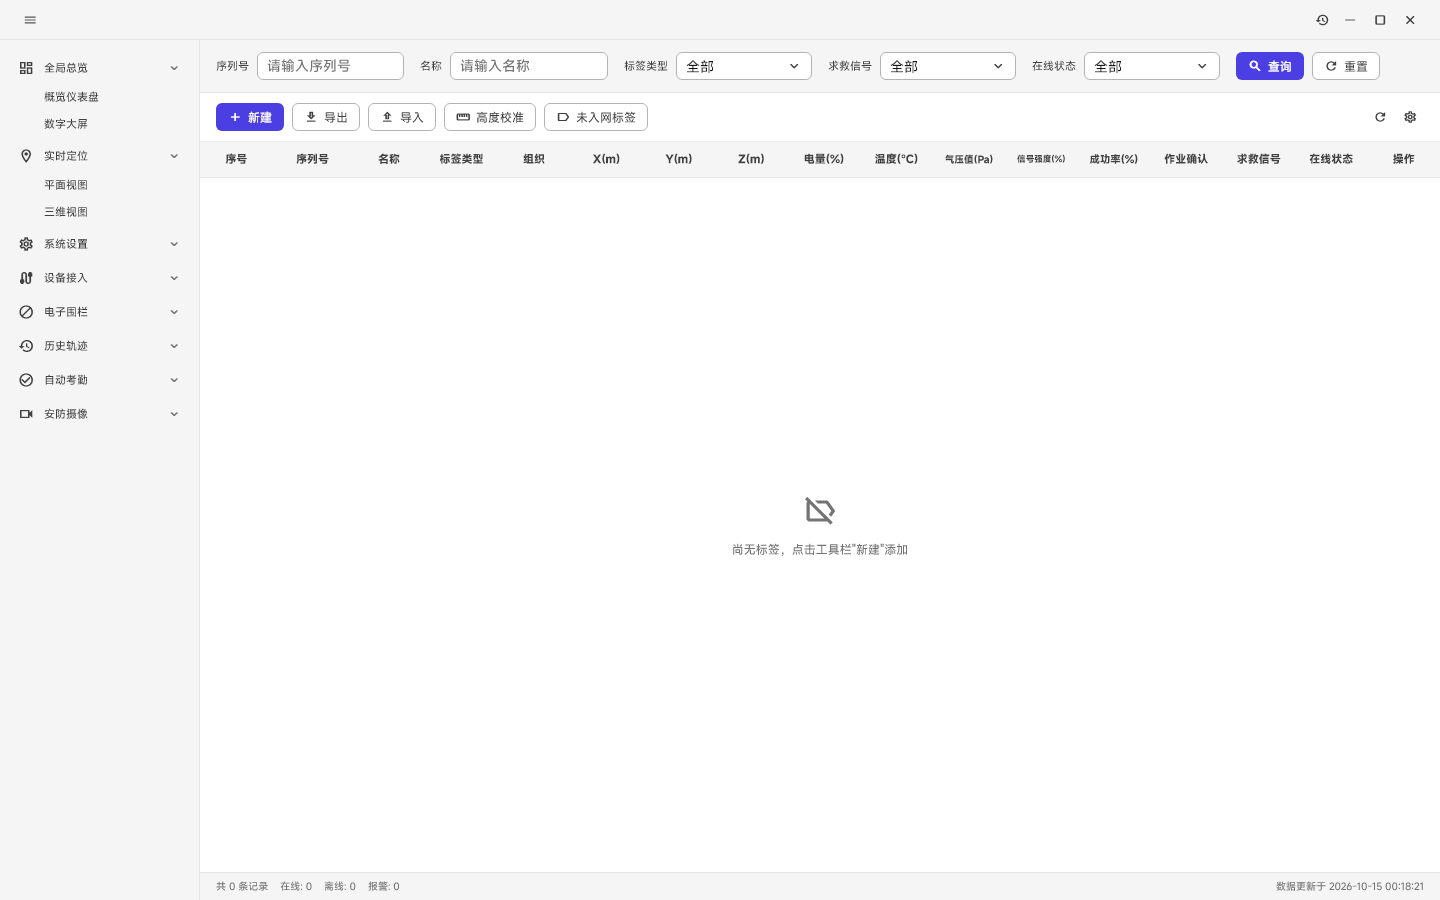 序列号 请输入序列号 名称 请输入名称 标签类型 全部 求救信号 全部 在线状态 全部 查询 重置
全局总览
概览仪表盘
数字大屏
实时定位
平面视图
三维视图
系统设置
设备接入
电子围栏
历史轨迹
自动考勤
安防摄像
新建 导出 导入 高度校准 未入网标签
序号 序列号 名称 标签类型 组织 X(m) Y(m) Z(m) 电量(%) 温度(°C) 气压值(Pa) 信号强度(%) 成功率(%) 作业确认 求救信号 在线状态 操作
尚无标签，点击工具栏"新建"添加
共 0 条记录 在线: 0 离线: 0 报警: 0
数据更新于 2026-10-15 00:18:21